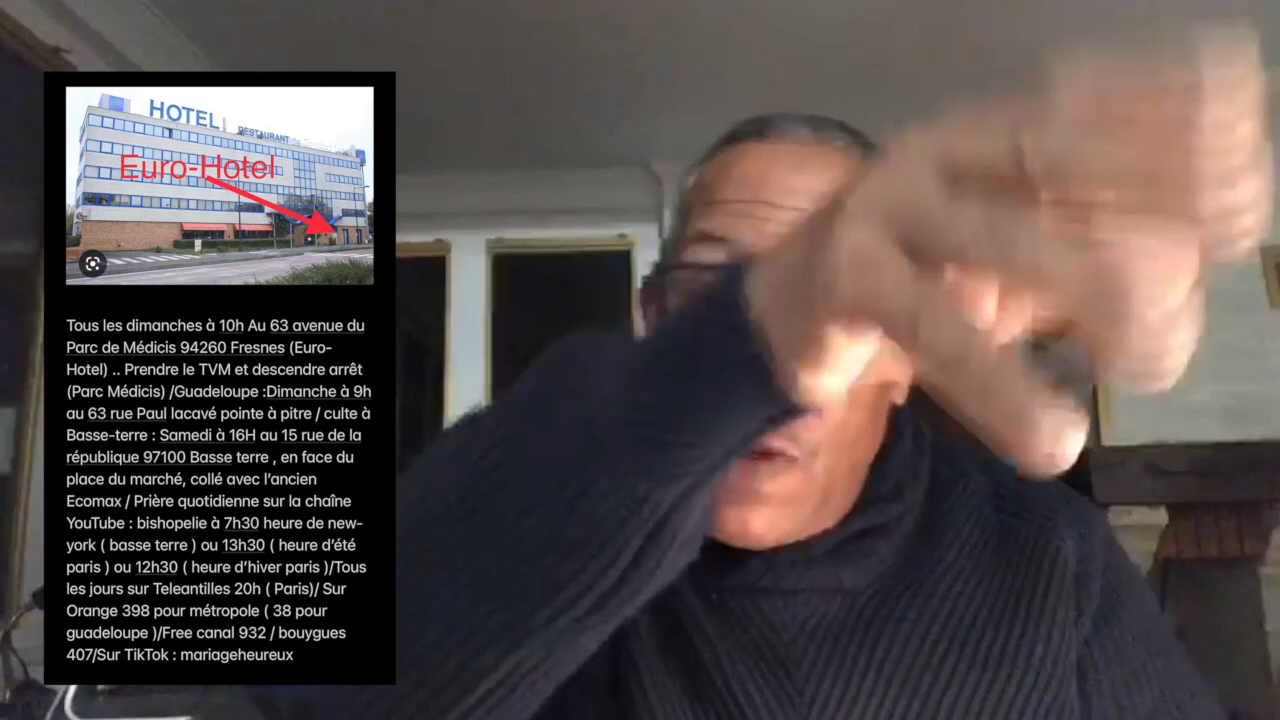 HOTEL
RESTAURANT
Euro-Hotel
Tous les dimanches à 10h Au 63 avenue du
Parc de Médicis 94260 Fresnes (Euro-
Hotel) .. Prendre le TVM et descendre arrêt
(Parc Médicis) /Guadeloupe :Dimanche à 9h
au 63 rue Paul lacavé pointe à pitre / culte à
Basse-terre : Samedi à 16H au 15 rue de la
république 97100 Basse terre , en face du
place du marché, collé avec l’ancien
Ecomax / Prière quotidienne sur la chaîne
YouTube : bishopelie à 7h30 heure de new-
york ( basse terre ) ou 13h30 ( heure d’été
paris ) ou 12h30 ( heure d’hiver paris )/Tous
les jours sur Teleantilles 20h ( Paris)/ Sur
Orange 398 pour métropole ( 38 pour
guadeloupe )/Free canal 932 / bouygues
407/Sur TikTok : mariageheureux